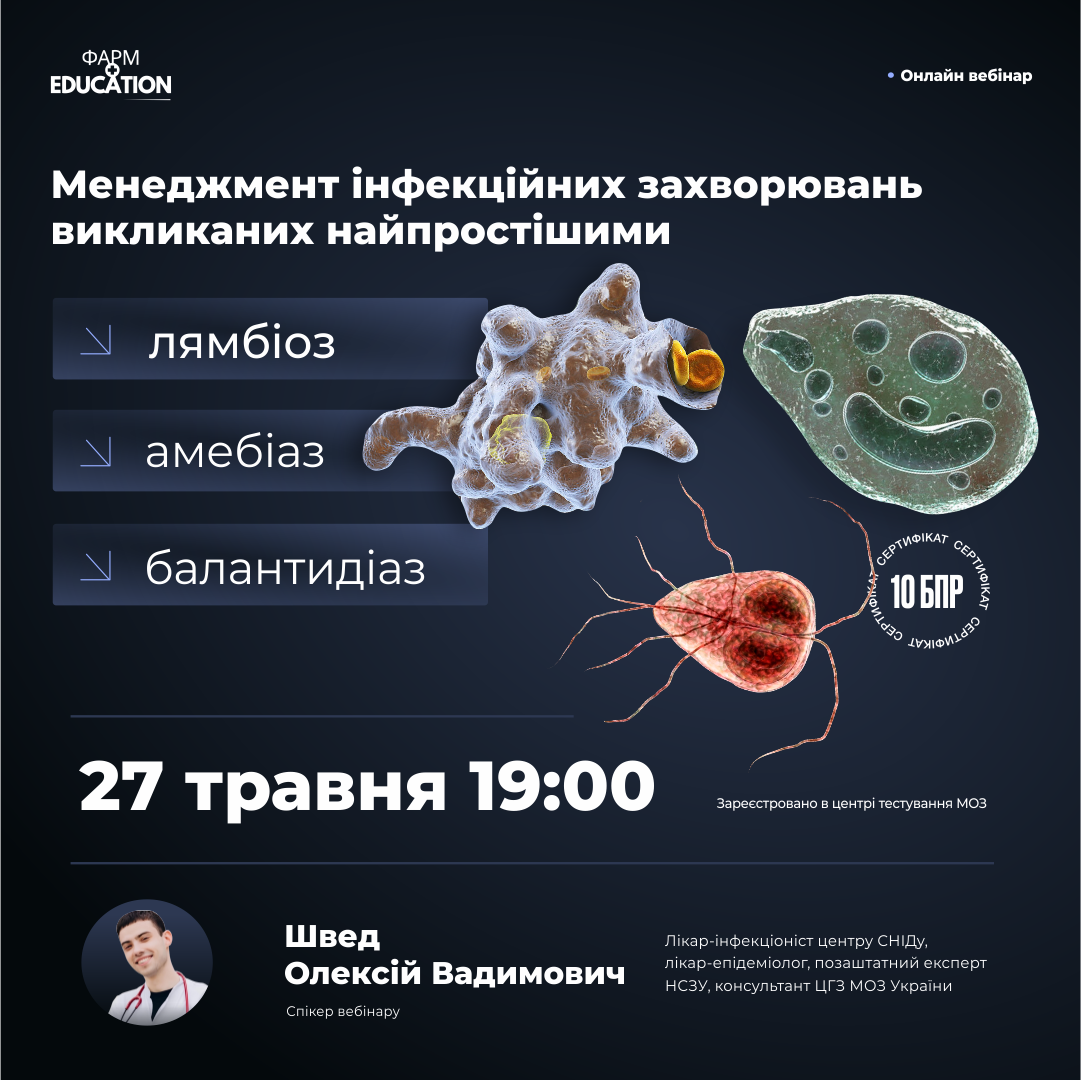 ФАРМ
EDUCATION
• Онлайн вебінар
Менеджмент інфекційних захворювань
викликаних найпростішими
лямбіоз
амебіаз
балантидіаз
СЕРТИФІКАТ СЕРТИФІКАТ СЕРТИФІКАТ СЕРТИФІКАТ
10 БПР
27 травня 19:00
Зареєстровано в центрі тестування МОЗ
Швед
Олексій Вадимович
Спікер вебінару
Лікар-інфекціоніст центру СНІДу,
лікар-епідеміолог, позаштатний експерт
НСЗУ, консультант ЦГЗ МОЗ України